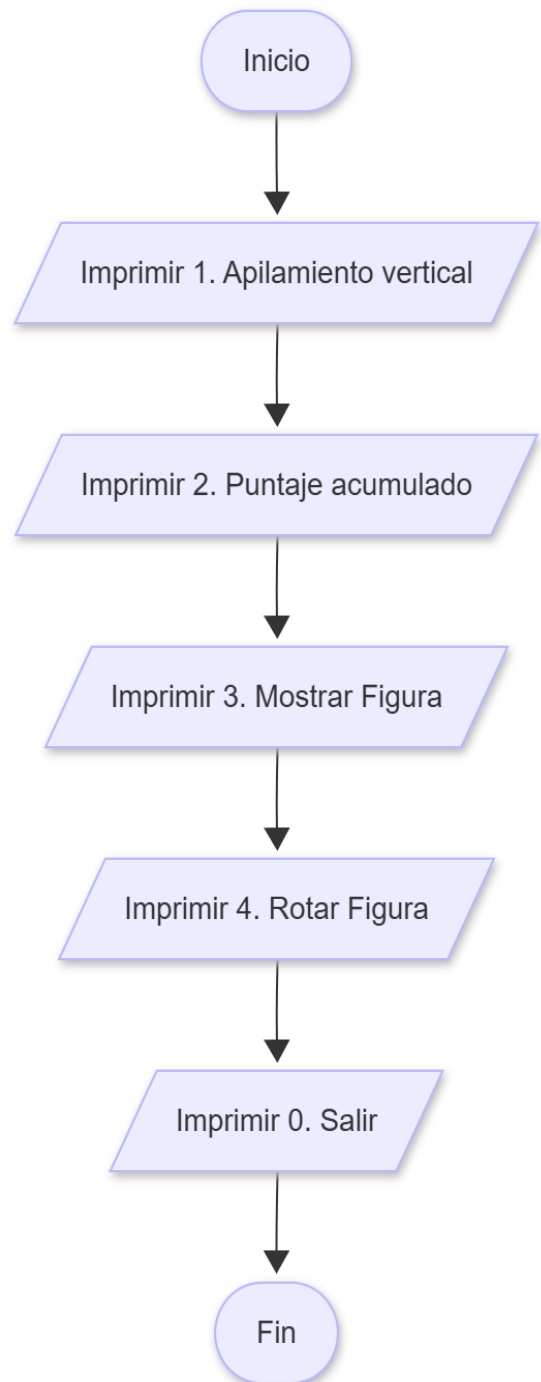 Inicio
Imprimir 1. Apilamiento vertical
Imprimir 2. Puntaje acumulado
Imprimir 3. Mostrar Figura
Imprimir 4. Rotar Figura
Imprimir 0. Salir
Fin